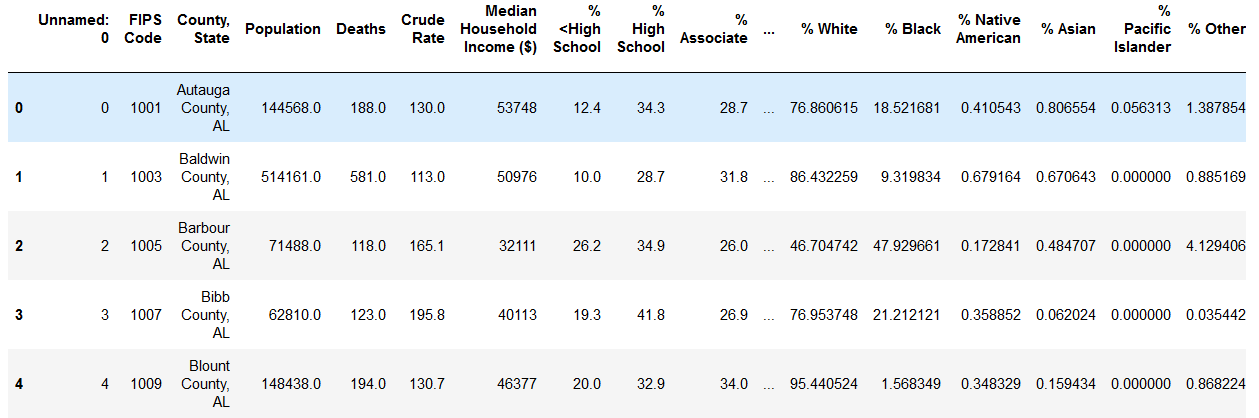 Unnamed: 0 FIPS Code County, State Population Deaths Crude Rate Median Household Income ($) % <High School % High School % Associate ... % White % Black % Native American % Asian % Pacific Islander % Other
0 0 1001 Autauga County, AL 144568.0 188.0 130.0 53748 12.4 34.3 28.7 ... 76.860615 18.521681 0.410543 0.806554 0.056313 1.387854
1 1 1003 Baldwin County, AL 514161.0 581.0 113.0 50976 10.0 28.7 31.8 ... 86.432259 9.319834 0.679164 0.670643 0.000000 0.885169
2 2 1005 Barbour County, AL 71488.0 118.0 165.1 32111 26.2 34.9 26.0 ... 46.704742 47.929661 0.172841 0.484707 0.000000 4.129406
3 3 1007 Bibb County, AL 62810.0 123.0 195.8 40113 19.3 41.8 26.9 ... 76.953748 21.212121 0.358852 0.062024 0.000000 0.035442
4 4 1009 Blount County, AL 148438.0 194.0 130.7 46377 20.0 32.9 34.0 ... 95.440524 1.568349 0.348329 0.159434 0.000000 0.868224